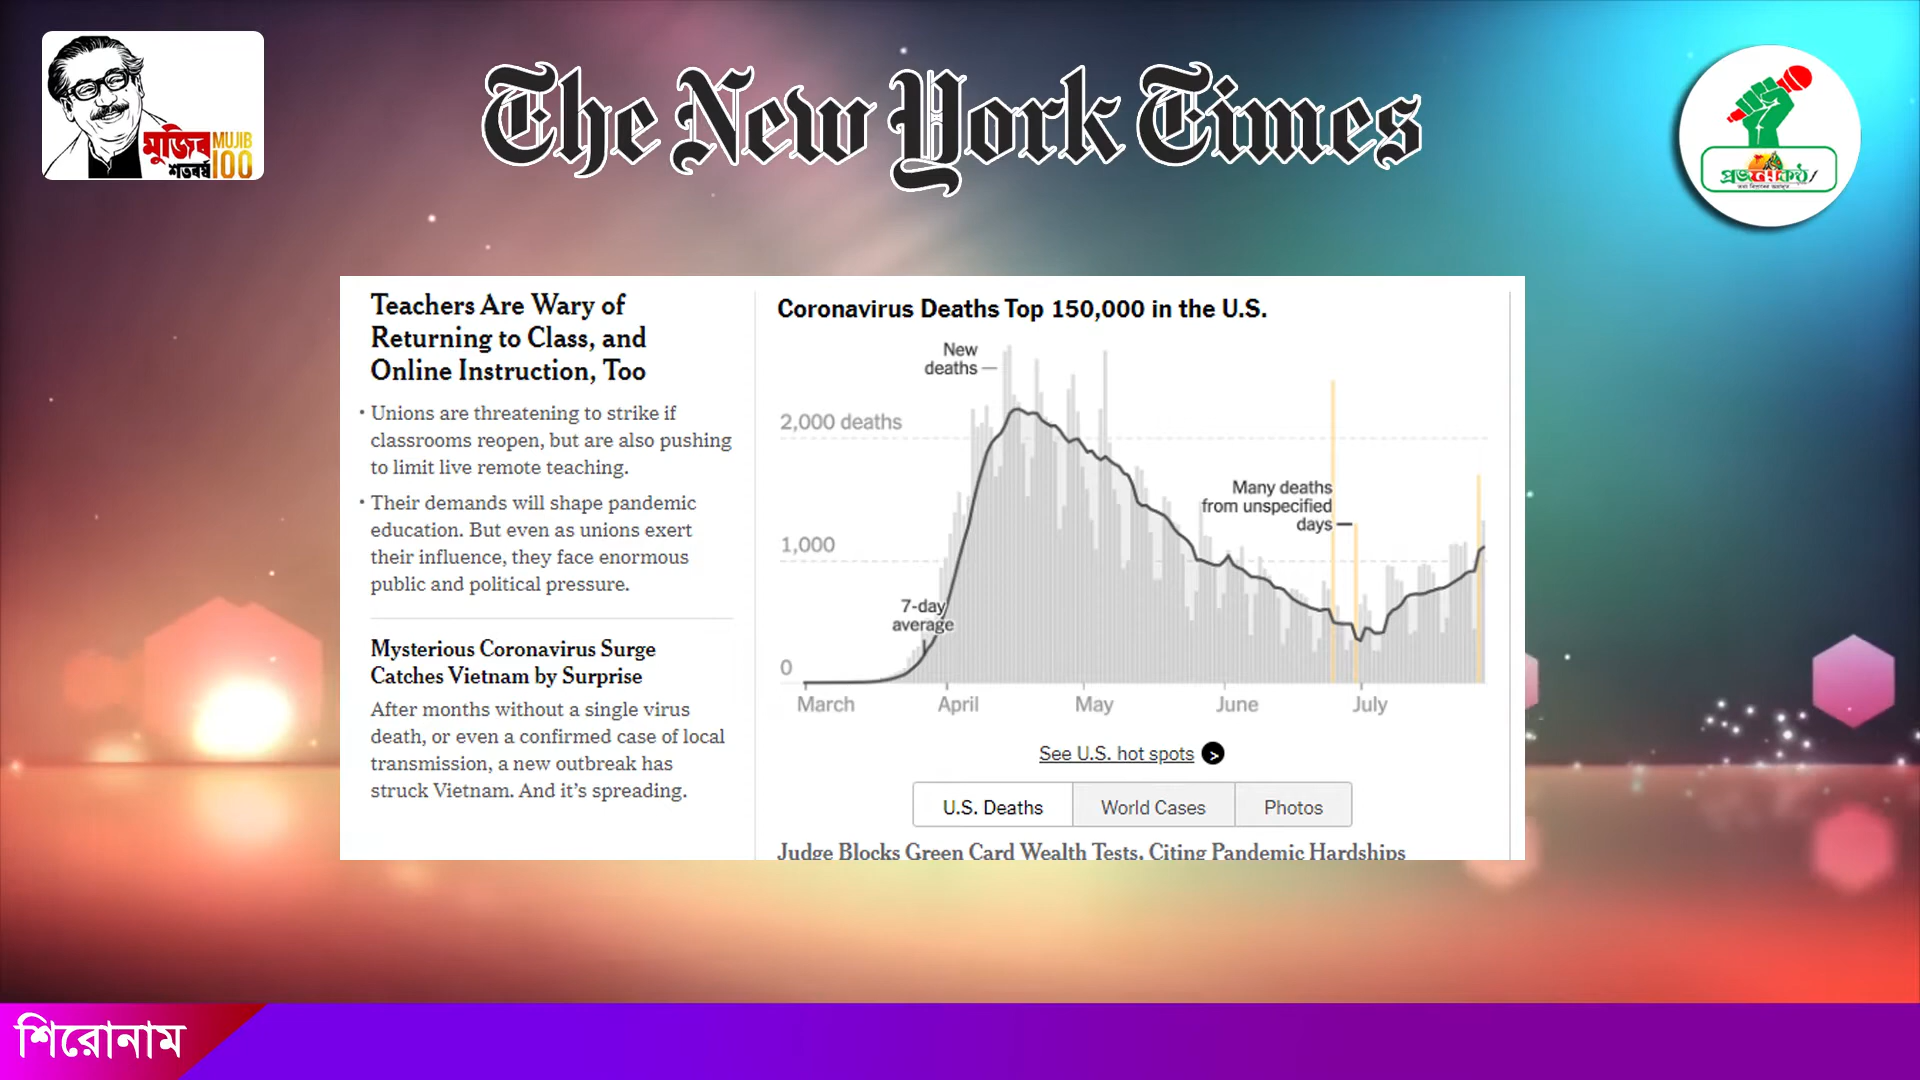 মুজিব
শতবর্ষ
MUJIB
100
The New York Times
প্রজন্মকণ্ঠ
Teachers Are Wary of
Returning to Class, and
Online Instruction, Too
• Unions are threatening to strike if
classrooms reopen, but are also pushing
to limit live remote teaching.
• Their demands will shape pandemic
education. But even as unions exert
their influence, they face enormous
public and political pressure.
Mysterious Coronavirus Surge
Catches Vietnam by Surprise
After months without a single virus
death, or even a confirmed case of local
transmission, a new outbreak has
struck Vietnam. And it’s spreading.
Coronavirus Deaths Top 150,000 in the U.S.
New
deaths
2,000 deaths
Many deaths
from unspecified
days
1,000
7-day
average
0
March April May June July
See U.S. hot spots >
U.S. Deaths World Cases Photos
Judge Blocks Green Card Wealth Tests, Citing Pandemic Hardships
শিরোনাম